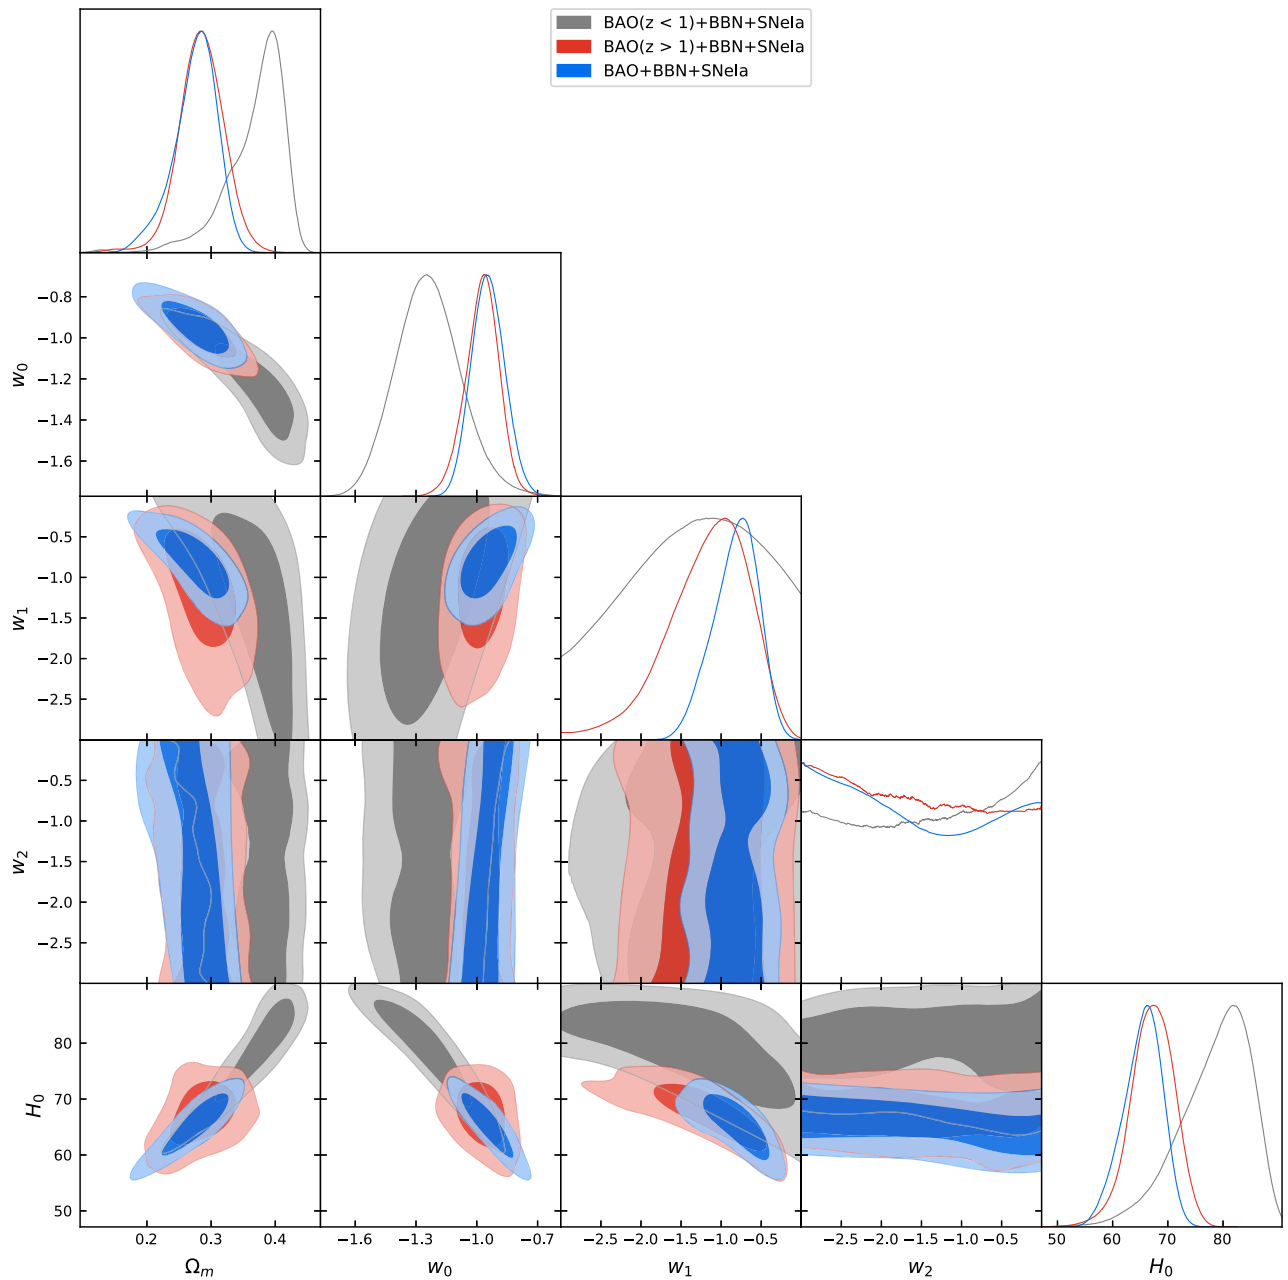 BAO(z < 1)+BBN+SNeIa
BAO(z > 1)+BBN+SNeIa
BAO+BBN+SNeIa
−0.8
−1.0
−1.2
−1.4
−1.6
w0
−0.5
−1.0
−1.5
−2.0
−2.5
w1
−0.5
−1.0
−1.5
−2.0
−2.5
w2
80
70
60
50
H0
0.2 0.3 0.4
−1.6 −1.3 −1.0 −0.7
−2.5 −2.0 −1.5 −1.0 −0.5
−2.5 −2.0 −1.5 −1.0 −0.5
50 60 70 80
Ωm w0 w1 w2 H0